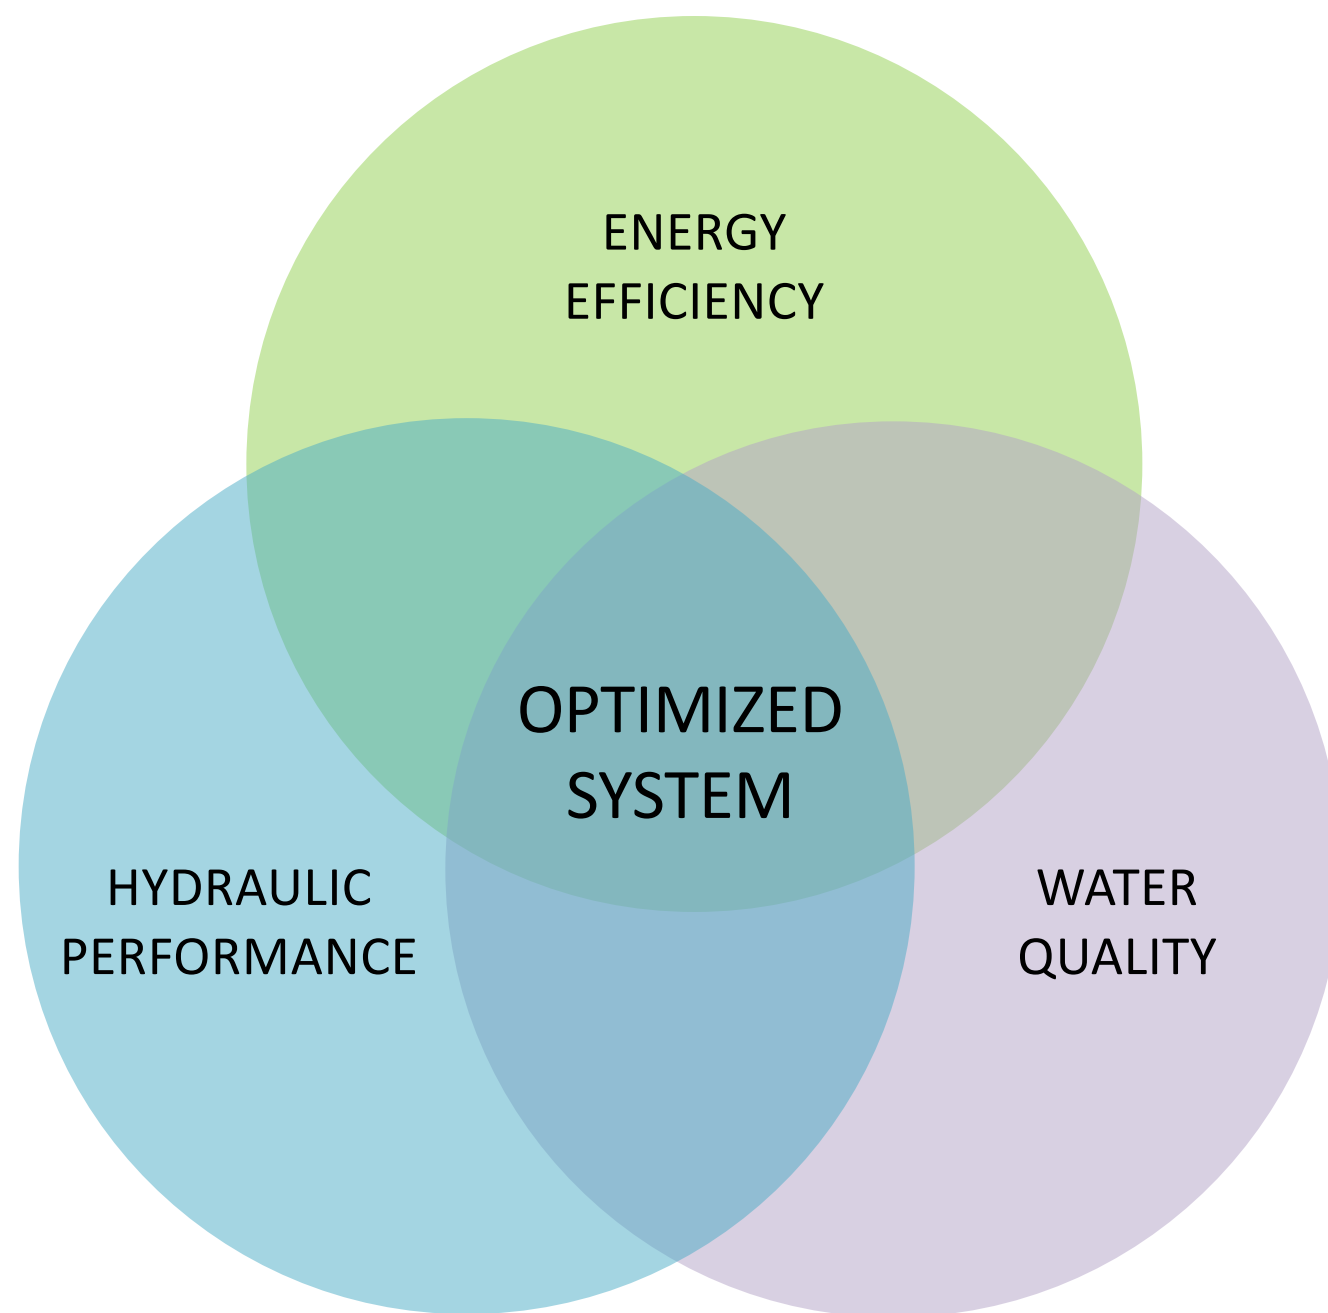 ENERGY
EFFICIENCY
OPTIMIZED
SYSTEM
HYDRAULIC
PERFORMANCE
WATER
QUALITY